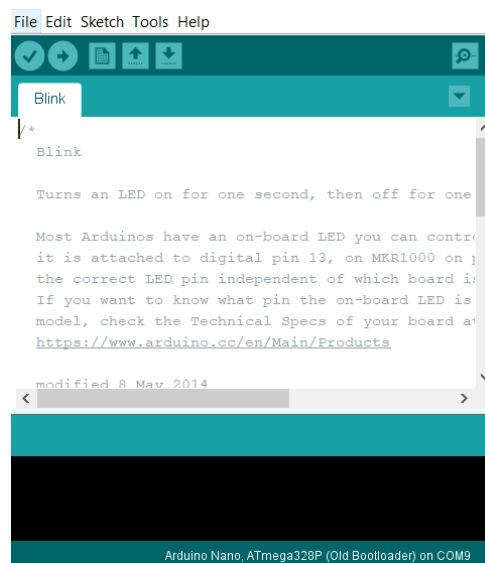 File Edit Sketch Tools Help
Blink
/*
Blink
Turns an LED on for one second, then off for one
Most Arduinos have an on-board LED you can contr
it is attached to digital pin 13, on MKR1000 on
the correct LED pin independent of which board
If you want to know what pin the on-board LED is
model, check the Technical Specs of your board
https://www.arduino.cc/en/Main/Products
modified 8 May 2014
Arduino Nano, ATmega328P (Old Bootloader) on COM9